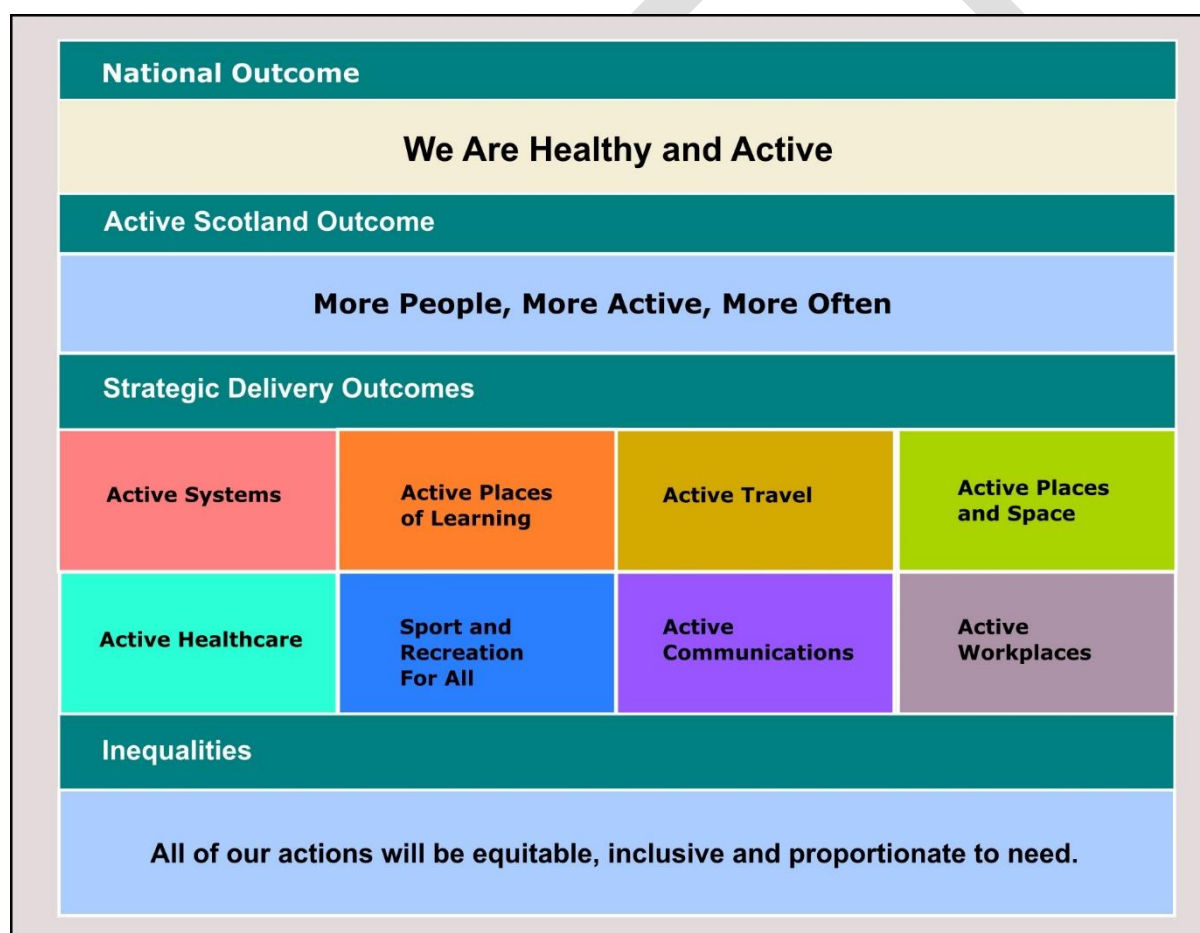 National Outcome
We Are Healthy and Active
Active Scotland Outcome
More People, More Active, More Often
Strategic Delivery Outcomes
Active Systems
Active Places
of Learning
Active Travel
Active Places
and Space
Active Healthcare
Sport and
Recreation
For All
Active
Communications
Active
Workplaces
Inequalities
All of our actions will be equitable, inclusive and proportionate to need.